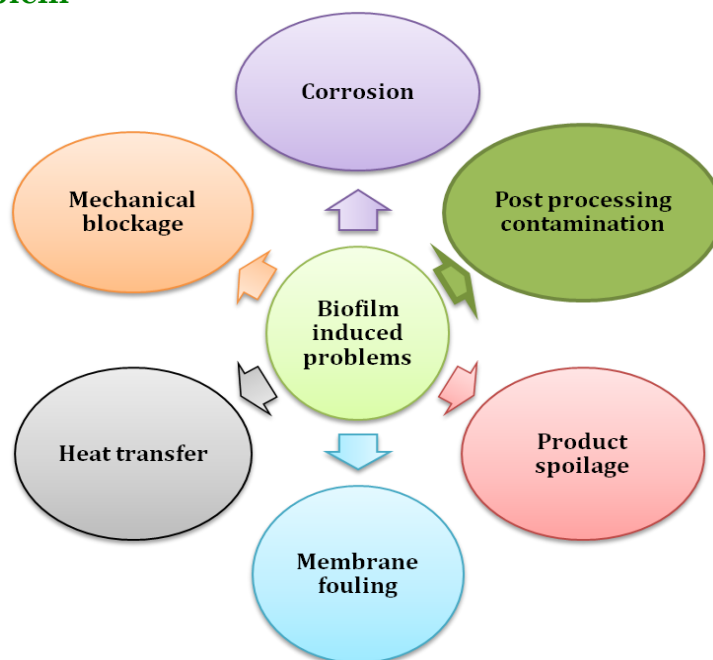 Corrosion
Mechanical
blockage
Post processing
contamination
Biofilm
induced
problems
Heat transfer
Product
spoilage
Membrane
fouling